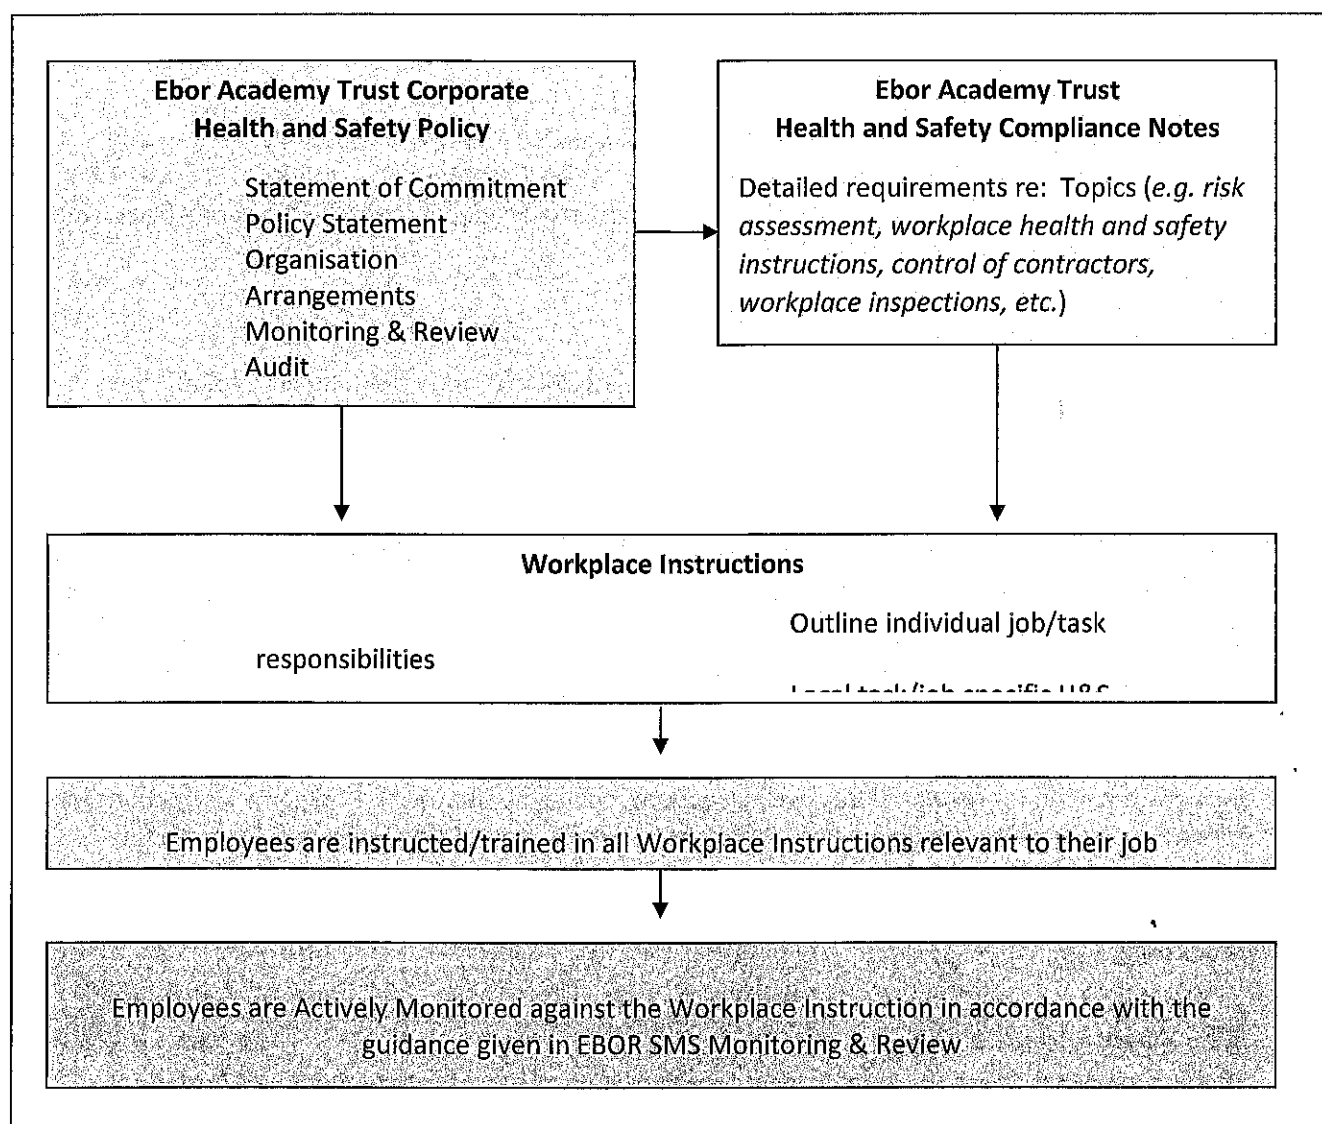 Ebor Academy Trust Corporate
Health and Safety Policy
Statement of Commitment
Policy Statement
Organisation
Arrangements
Monitoring & Review
Audit
Ebor Academy Trust
Health and Safety Compliance Notes
Detailed requirements re: Topics (e.g. risk
assessment, workplace health and safety
instructions, control of contractors,
workplace inspections, etc.)
Workplace Instructions
Outline individual job/task
responsibilities
Local task/job specific H&S
Employees are instructed/trained in all Workplace Instructions relevant to their job
Employees are Actively Monitored against the Workplace Instruction in accordance with the
guidance given in EBOR SMS Monitoring & Review